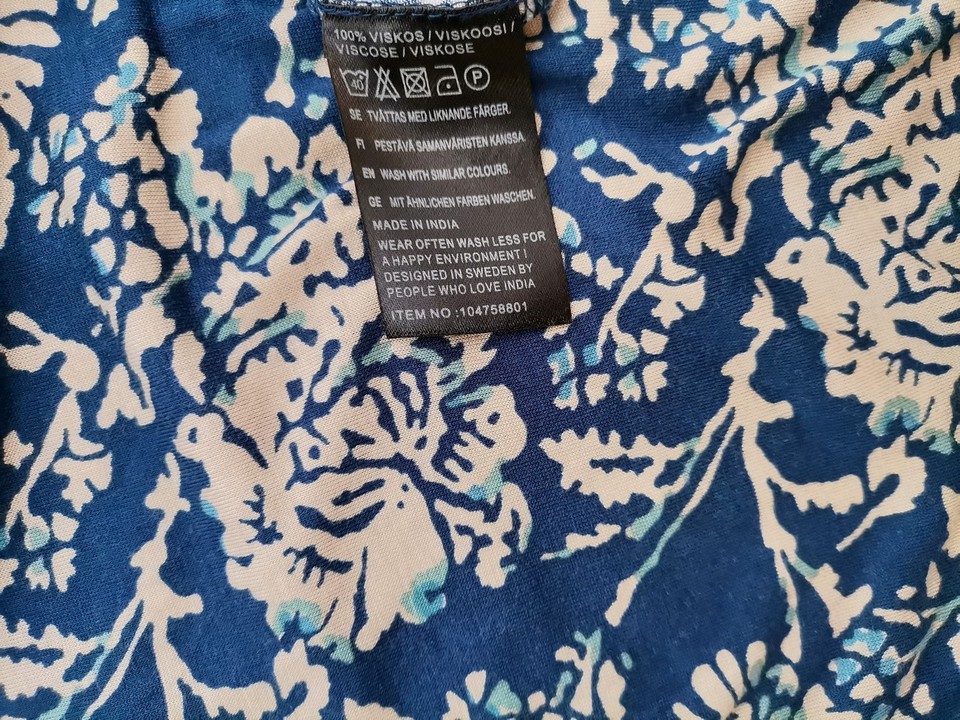 100% VISKOS / VISKOOSI /
VISCOSE / VISKOSE
40 P
SE TVÄTTAS MED LIKNANDE FÄRGER.
FI PESTÄVÄ SAMANVÄRISTEN KANSSA.
EN WASH WITH SIMILAR COLOURS.
GE MIT ÄHNLICHEN FARBEN WASCHEN.
MADE IN INDIA
WEAR OFTEN WASH LESS FOR
A HAPPY ENVIRONMENT !
DESIGNED IN SWEDEN BY
PEOPLE WHO LOVE INDIA
ITEM NO :104758801